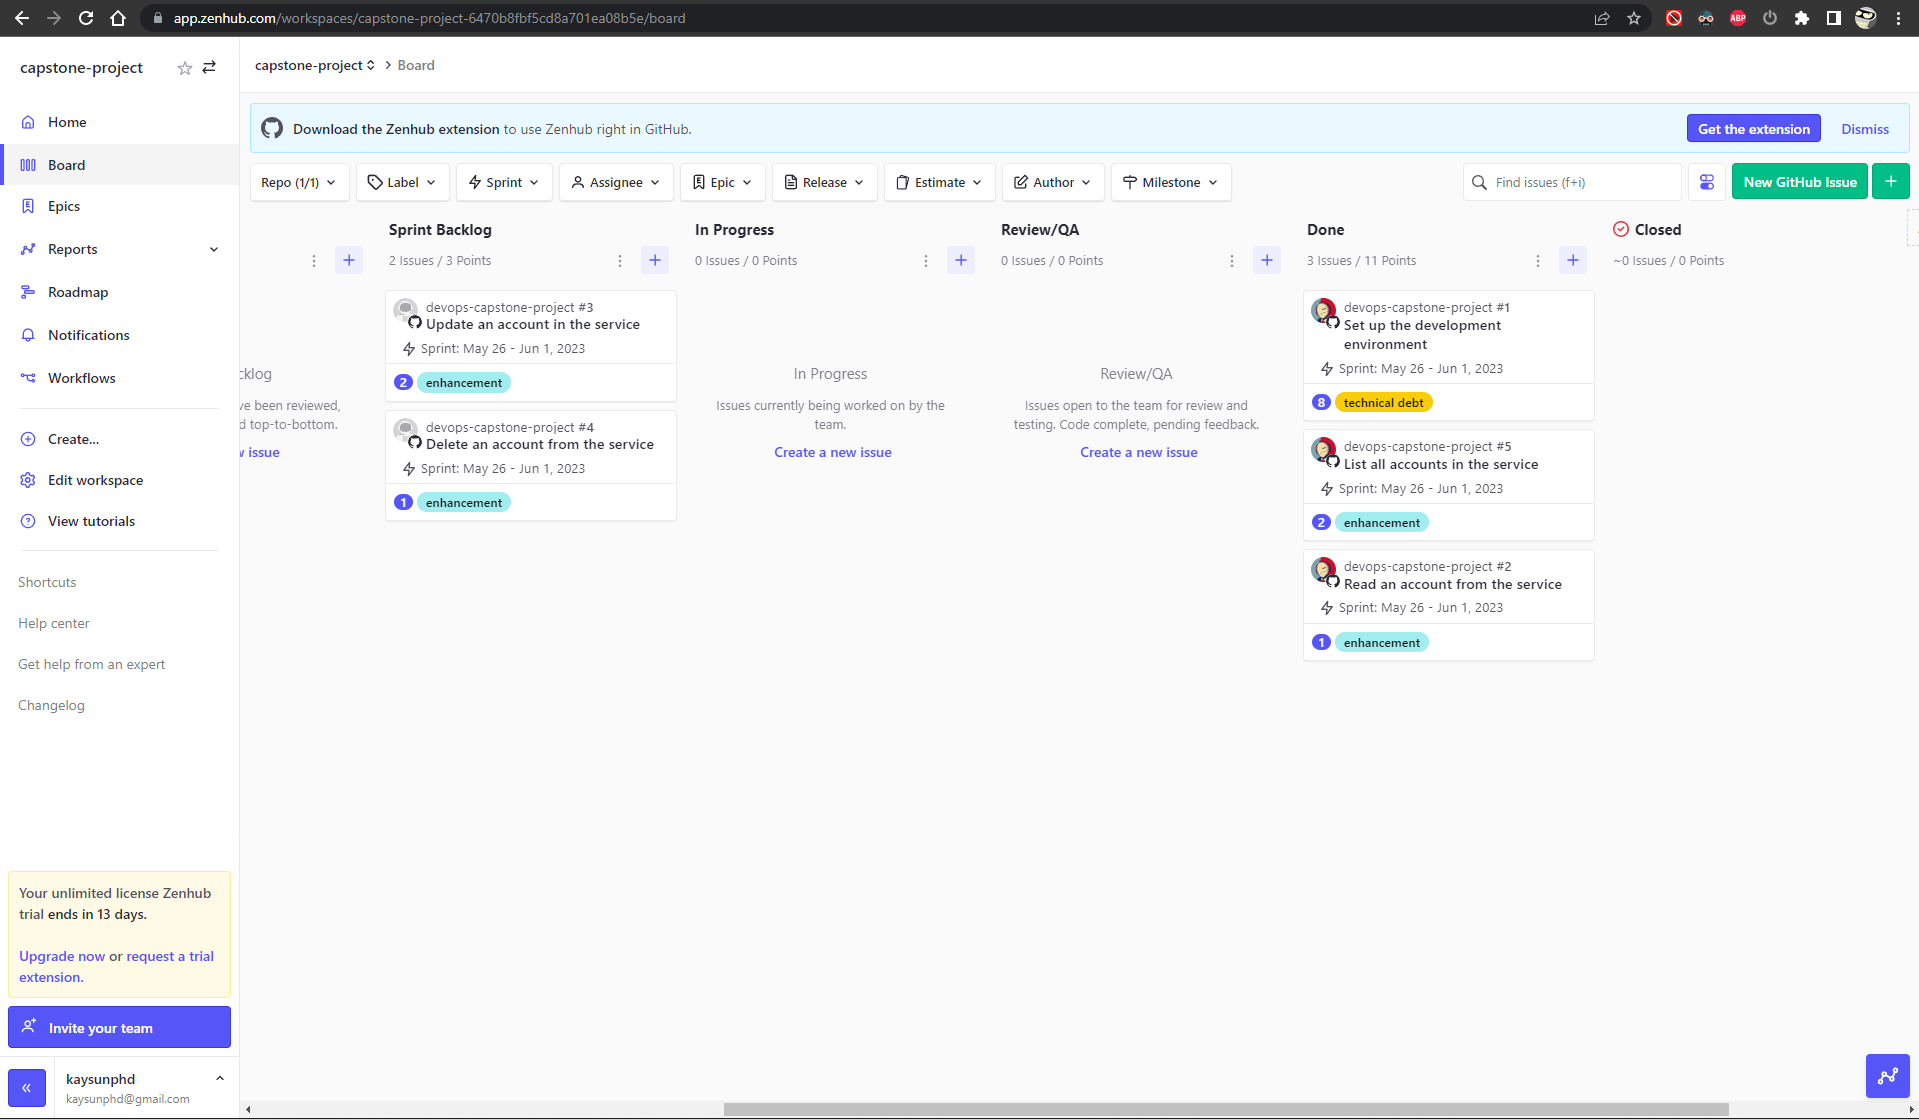 app.zenhub.com/workspaces/capstone-project-6470b8fbf5cd8a701ea08b5e/board
ABP
capstone-project
Home
Board
Epics
Reports
Roadmap
Notifications
Workflows
Create...
Edit workspace
View tutorials
Shortcuts
Help center
Get help from an expert
Changelog
Your unlimited license Zenhub
trial ends in 13 days.
Upgrade now or request a trial
extension.
Invite your team
kaysunphd
kaysunphd@gmail.com
capstone-project > Board
Download the Zenhub extension to use Zenhub right in GitHub.
Get the extension
Dismiss
Repo (1/1)
Label
Sprint
Assignee
Epic
Release
Estimate
Author
Milestone
Find issues (f+i)
New GitHub Issue
+
+
cklog
ve been reviewed,
d top-to-bottom.
w issue
Sprint Backlog
2 Issues / 3 Points
+
devops-capstone-project #3
Update an account in the service
Sprint: May 26 - Jun 1, 2023
2 enhancement
devops-capstone-project #4
Delete an account from the service
Sprint: May 26 - Jun 1, 2023
1 enhancement
In Progress
0 Issues / 0 Points
+
In Progress
Issues currently being worked on by the
team.
Create a new issue
Review/QA
0 Issues / 0 Points
+
Review/QA
Issues open to the team for review and
testing. Code complete, pending feedback.
Create a new issue
Done
3 Issues / 11 Points
+
devops-capstone-project #1
Set up the development
environment
Sprint: May 26 - Jun 1, 2023
8 technical debt
devops-capstone-project #5
List all accounts in the service
Sprint: May 26 - Jun 1, 2023
2 enhancement
devops-capstone-project #2
Read an account from the service
Sprint: May 26 - Jun 1, 2023
1 enhancement
Closed
~0 Issues / 0 Points